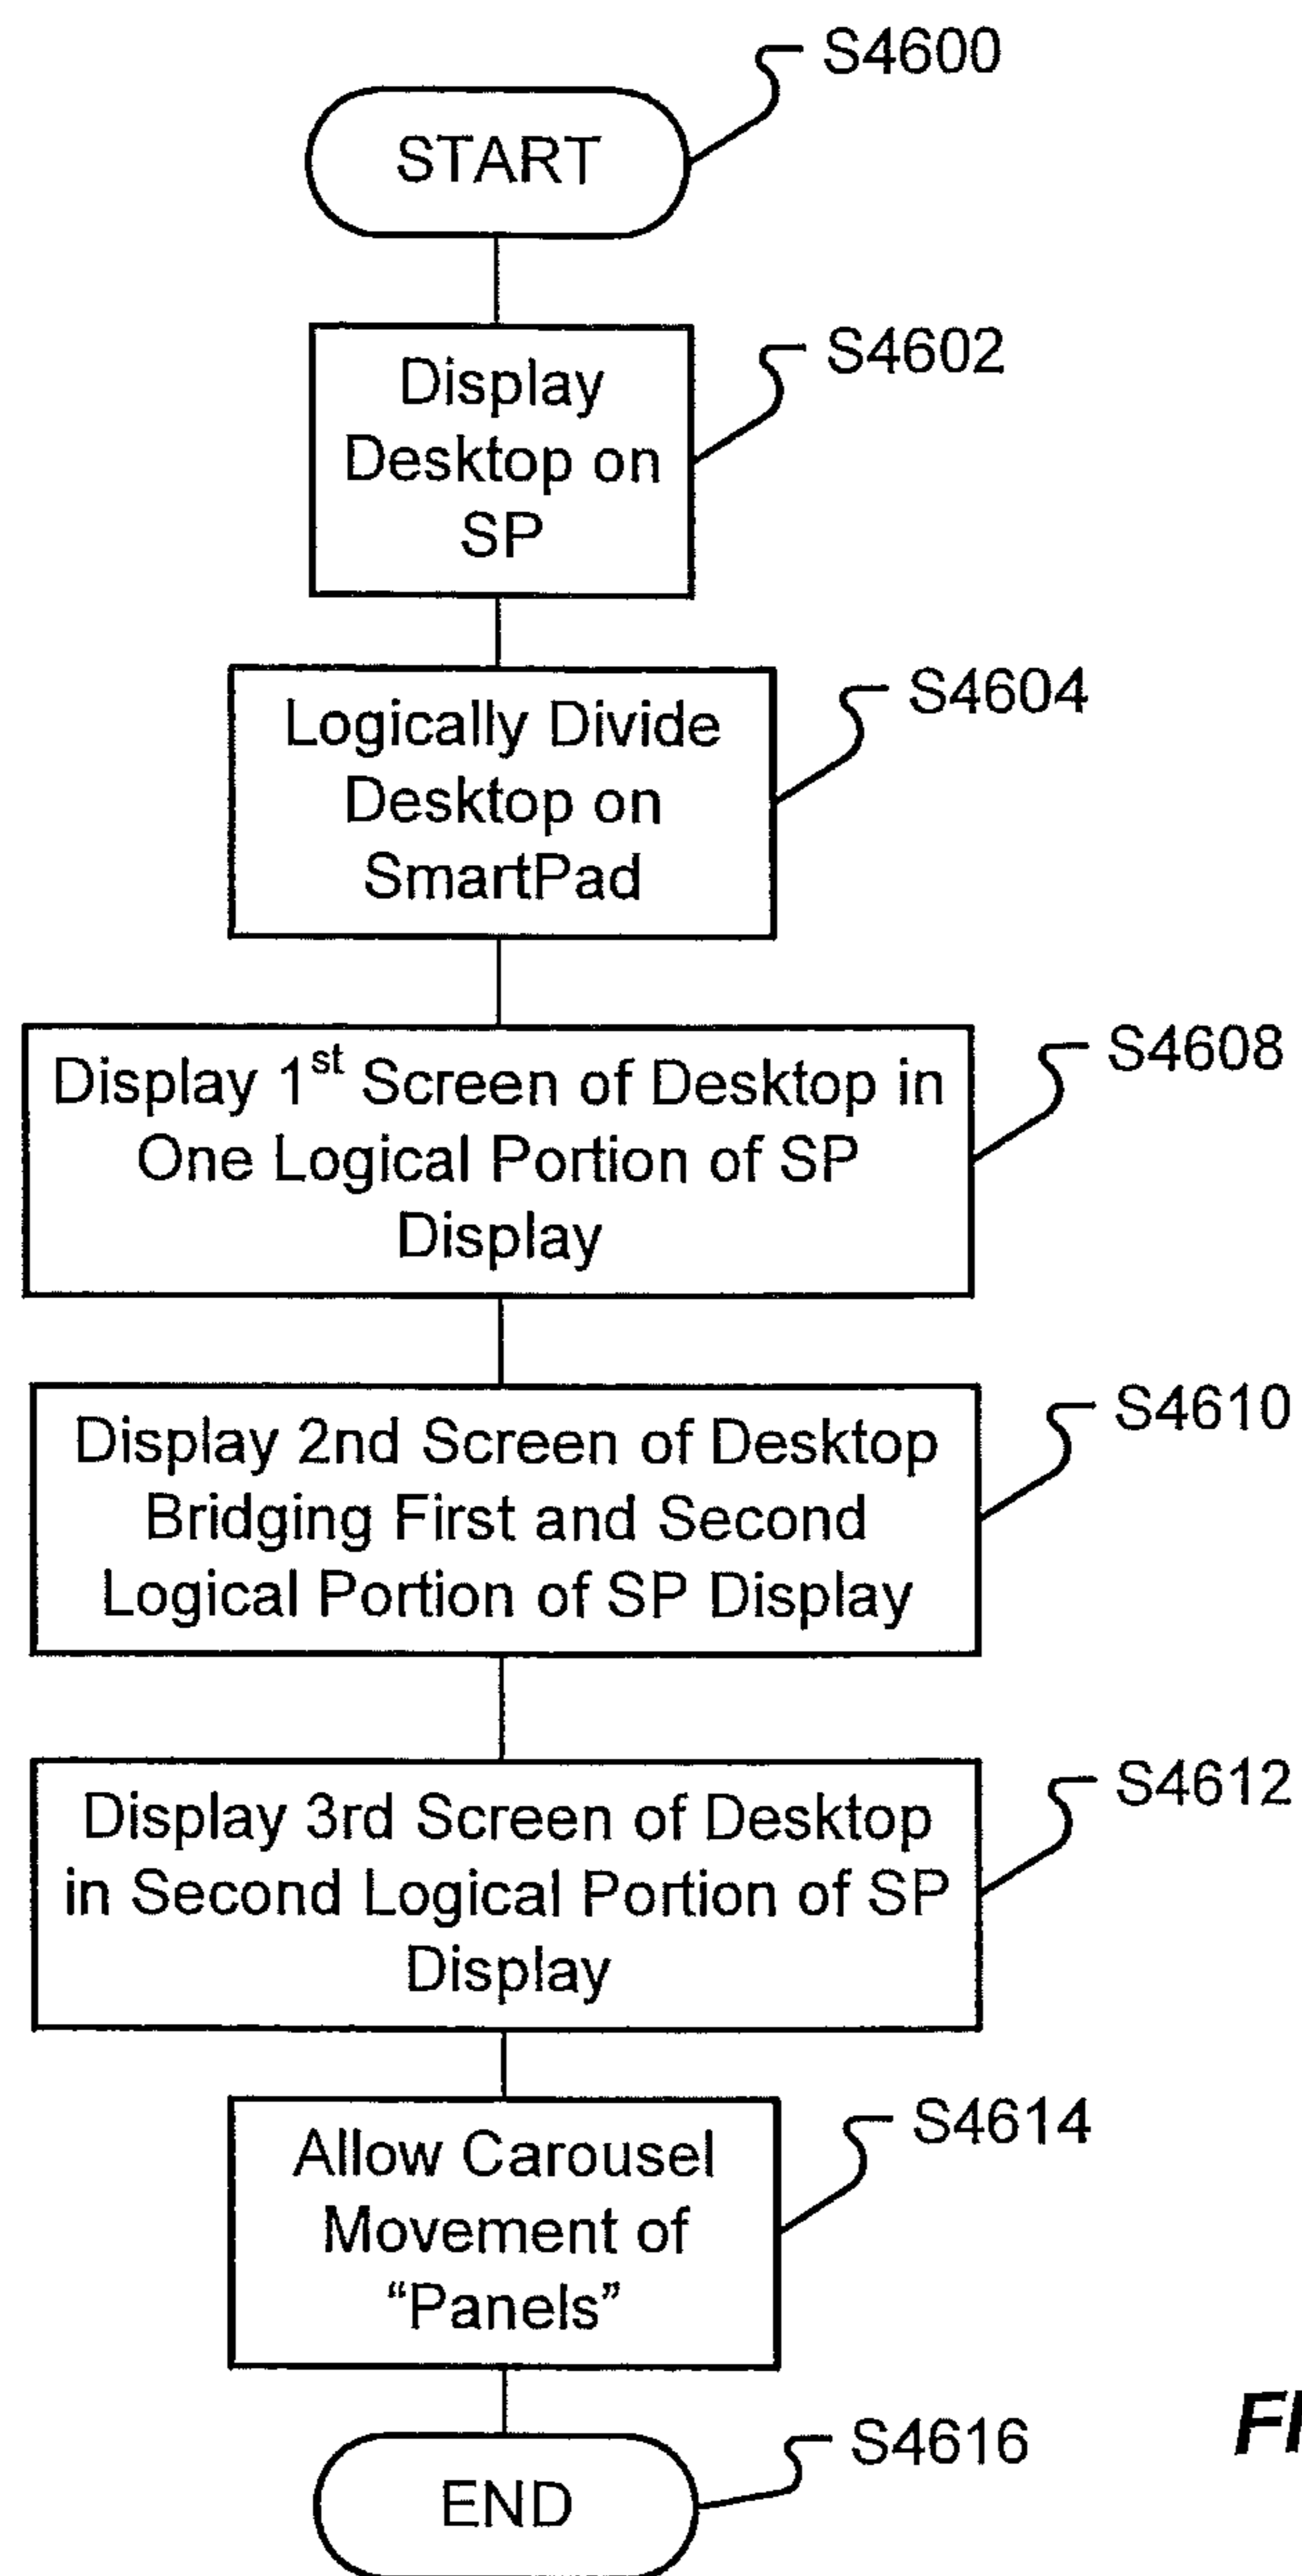 S4600
START
S4602
Display
Desktop on
SP
S4604
Logically Divide
Desktop on
SmartPad
S4608
Display 1st Screen of Desktop in
One Logical Portion of SP
Display
S4610
Display 2nd Screen of Desktop
Bridging First and Second
Logical Portion of SP Display
S4612
Display 3rd Screen of Desktop
in Second Logical Portion of SP
Display
S4614
Allow Carousel
Movement of
“Panels”
S4616
END